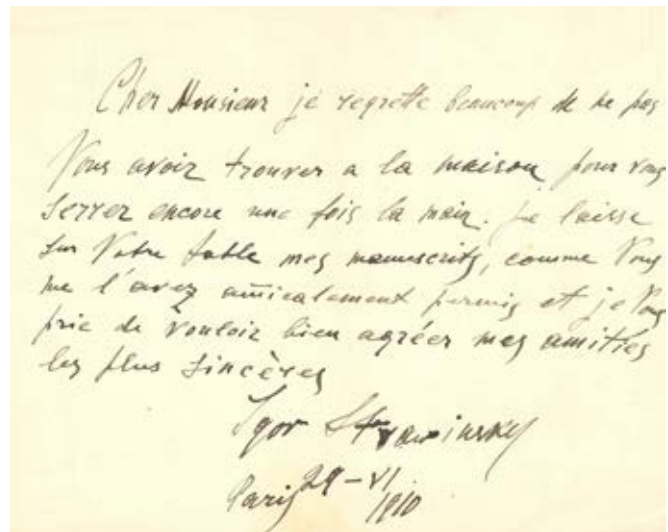 Cher Monsieur je regrette beaucoup de ne pas
Vous avoir trouver a la maison pour vous
serrer encore une fois la main. Je laisse
sur Votre table mes manuscrits, comme Vous
me l'avez amicalement permis et je Vous
prie de vouloir bien agréer mes amitiés
les plus sincères
Igor Strawinsky
Paris 29-VI
1910